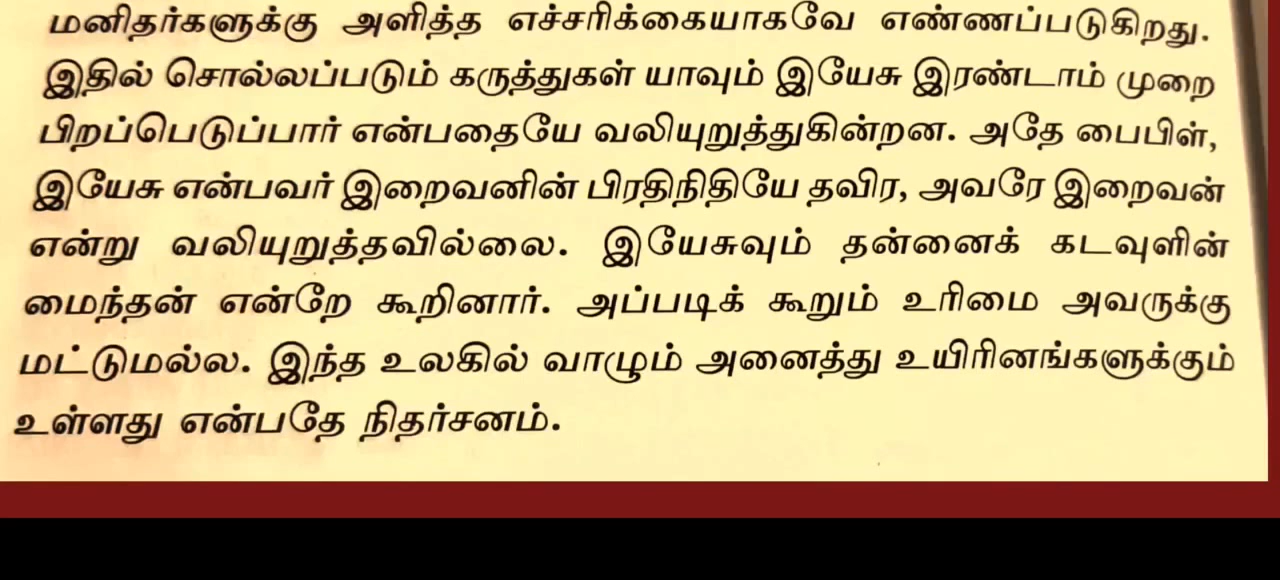 மனிதர்களுக்கு அளித்த எச்சரிக்கையாகவே எண்ணப்படுகிறது.
இதில் சொல்லப்படும் கருத்துகள் யாவும் இயேசு இரண்டாம் முறை
பிறப்பெடுப்பார் என்பதையே வலியுறுத்துகின்றன. அதே பைபிள்,
இயேசு என்பவர் இறைவனின் பிரதிநிதியே தவிர, அவரே இறைவன்
என்று வலியுறுத்தவில்லை. இயேசுவும் தன்னைக் கடவுளின்
மைந்தன் என்றே கூறினார். அப்படிக் கூறும் உரிமை அவருக்கு
மட்டுமல்ல. இந்த உலகில் வாழும் அனைத்து உயிரினங்களுக்கும்
உள்ளது என்பதே நிதர்சனம்.